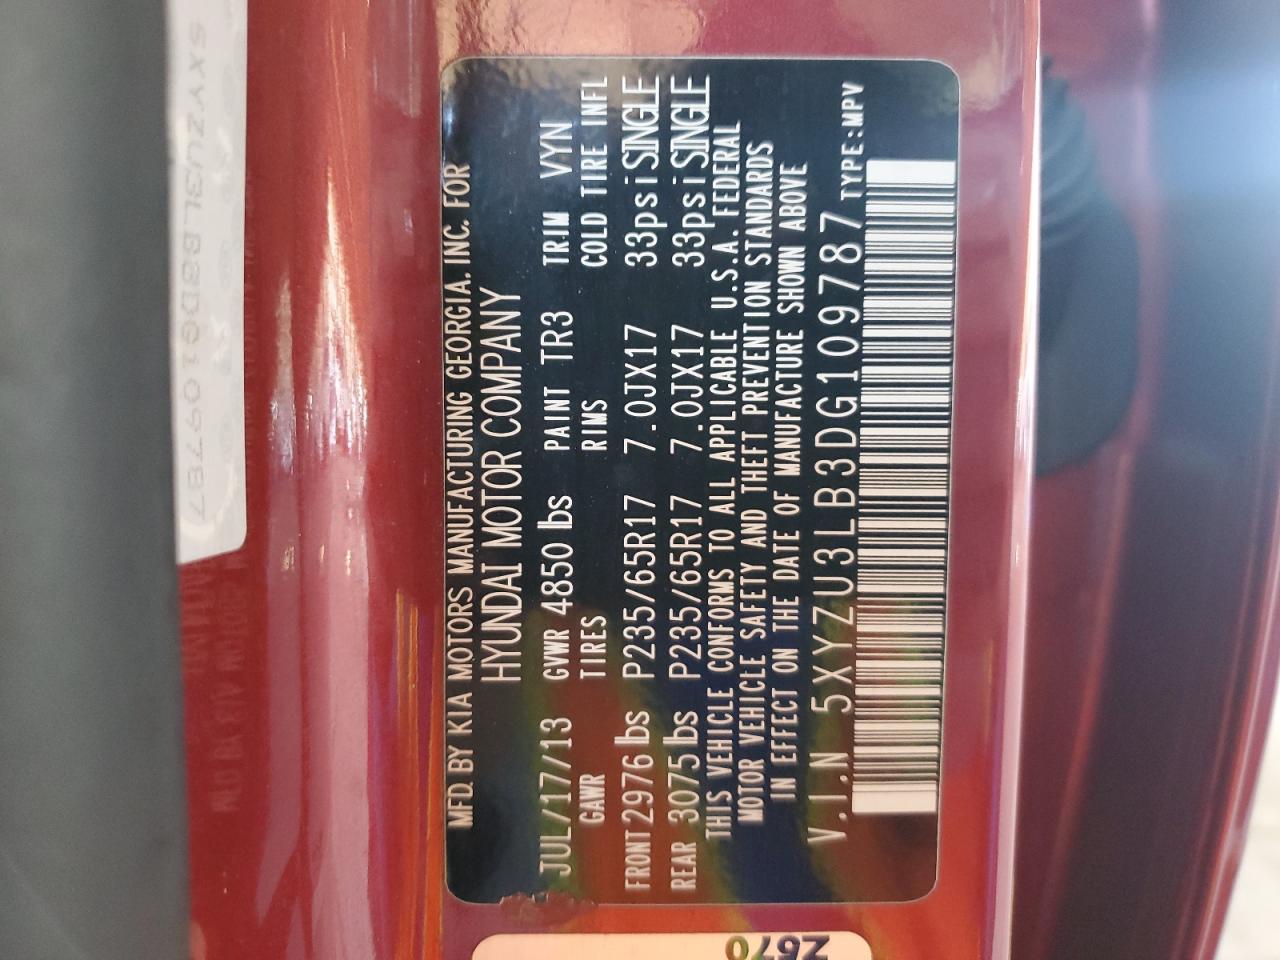 MFD. BY KIA MOTORS MANUFACTURING GEORGIA. INC. FOR
HYUNDAI MOTOR COMPANY
JUL/17/13 GVWR 4850 lbs PAINT TR3 TRIM VYN
GAWR TIRES RIMS COLD TIRE INFL
FRONT 2976 lbs P235/65R17 7.0JX17 33psi SINGLE
REAR 3075 lbs P235/65R17 7.0JX17 33psi SINGLE
THIS VEHICLE CONFORMS TO ALL APPLICABLE U.S.A. FEDERAL
MOTOR VEHICLE SAFETY AND THEFT PREVENTION STANDARDS
IN EFFECT ON THE DATE OF MANUFACTURE SHOWN ABOVE
V.I.N 5XYZU3LB3DG109787 TYPE:MPV
5XYZU3LB3DG109787
2670